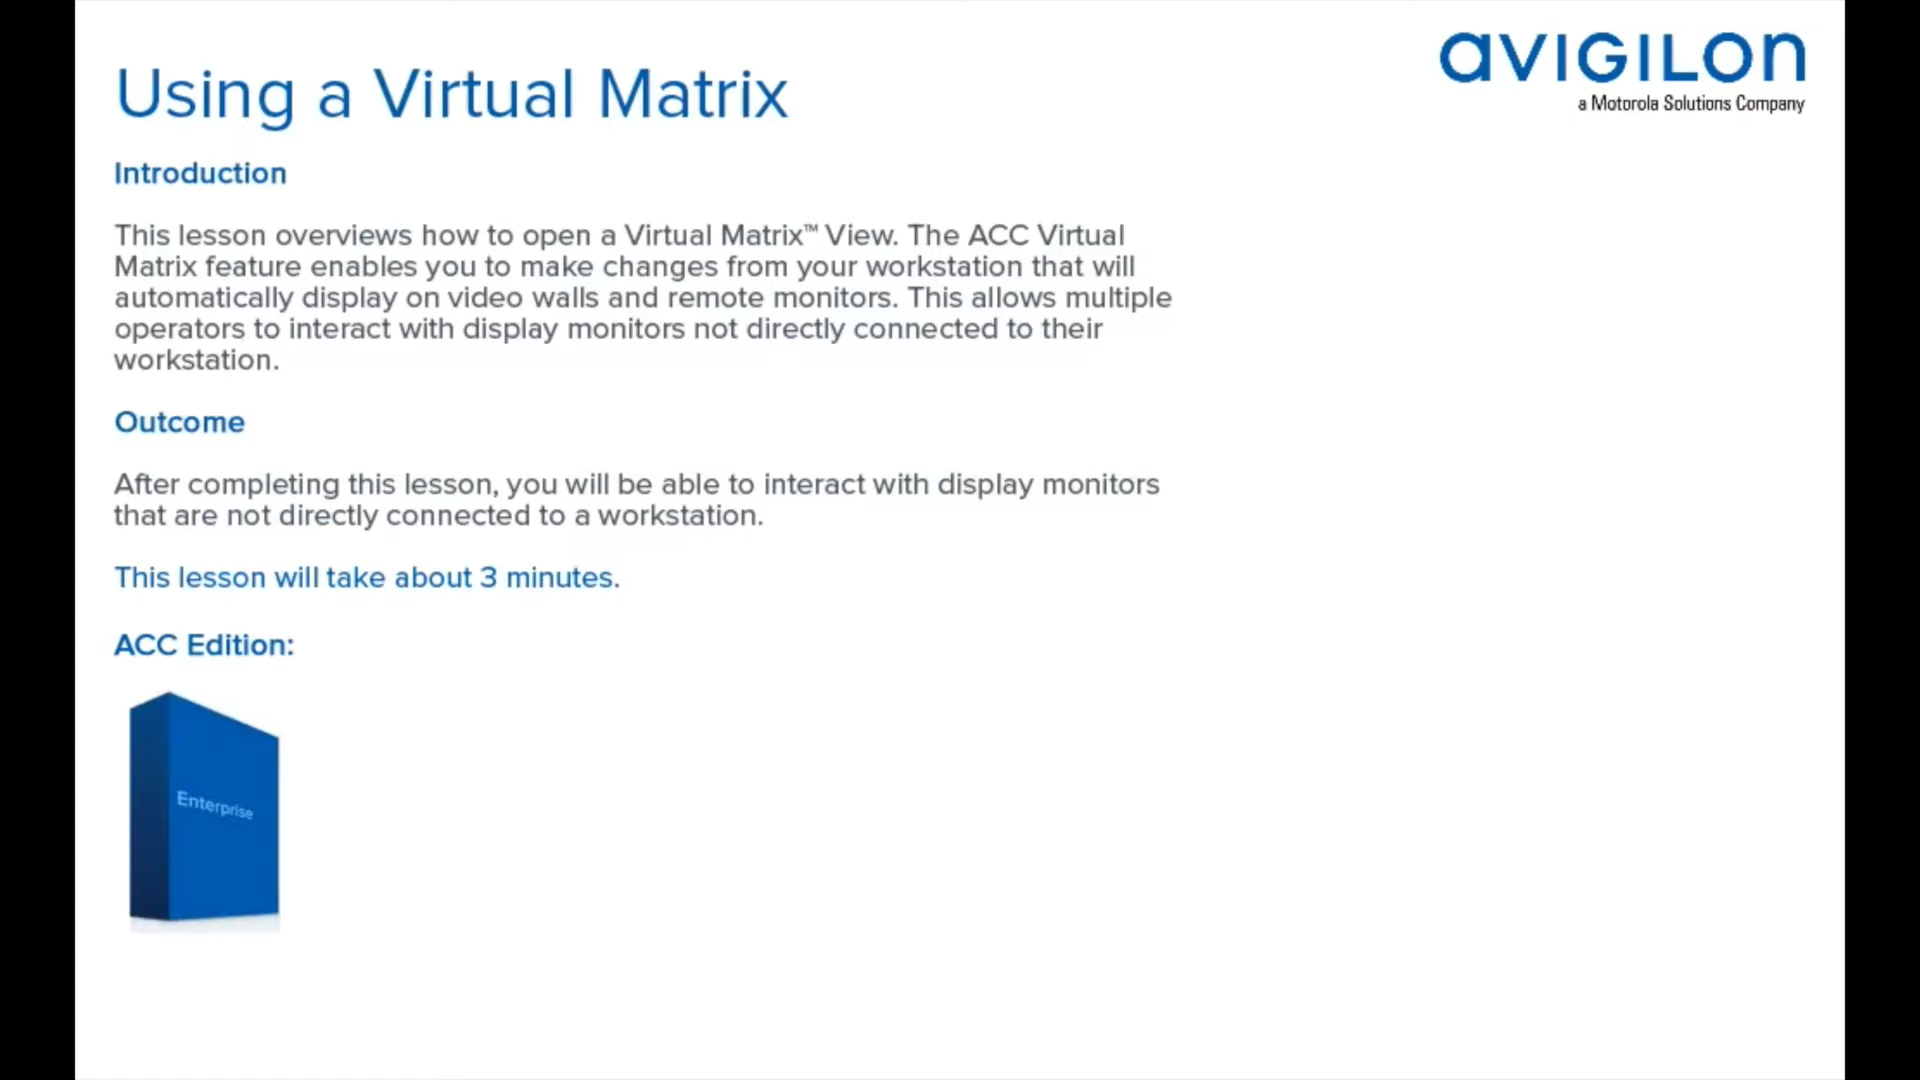 Using a Virtual Matrix
AVIGILON
a Motorola Solutions Company
Introduction
This lesson overviews how to open a Virtual Matrix™ View. The ACC Virtual
Matrix feature enables you to make changes from your workstation that will
automatically display on video walls and remote monitors. This allows multiple
operators to interact with display monitors not directly connected to their
workstation.
Outcome
After completing this lesson, you will be able to interact with display monitors
that are not directly connected to a workstation.
This lesson will take about 3 minutes.
ACC Edition:
Enterprise